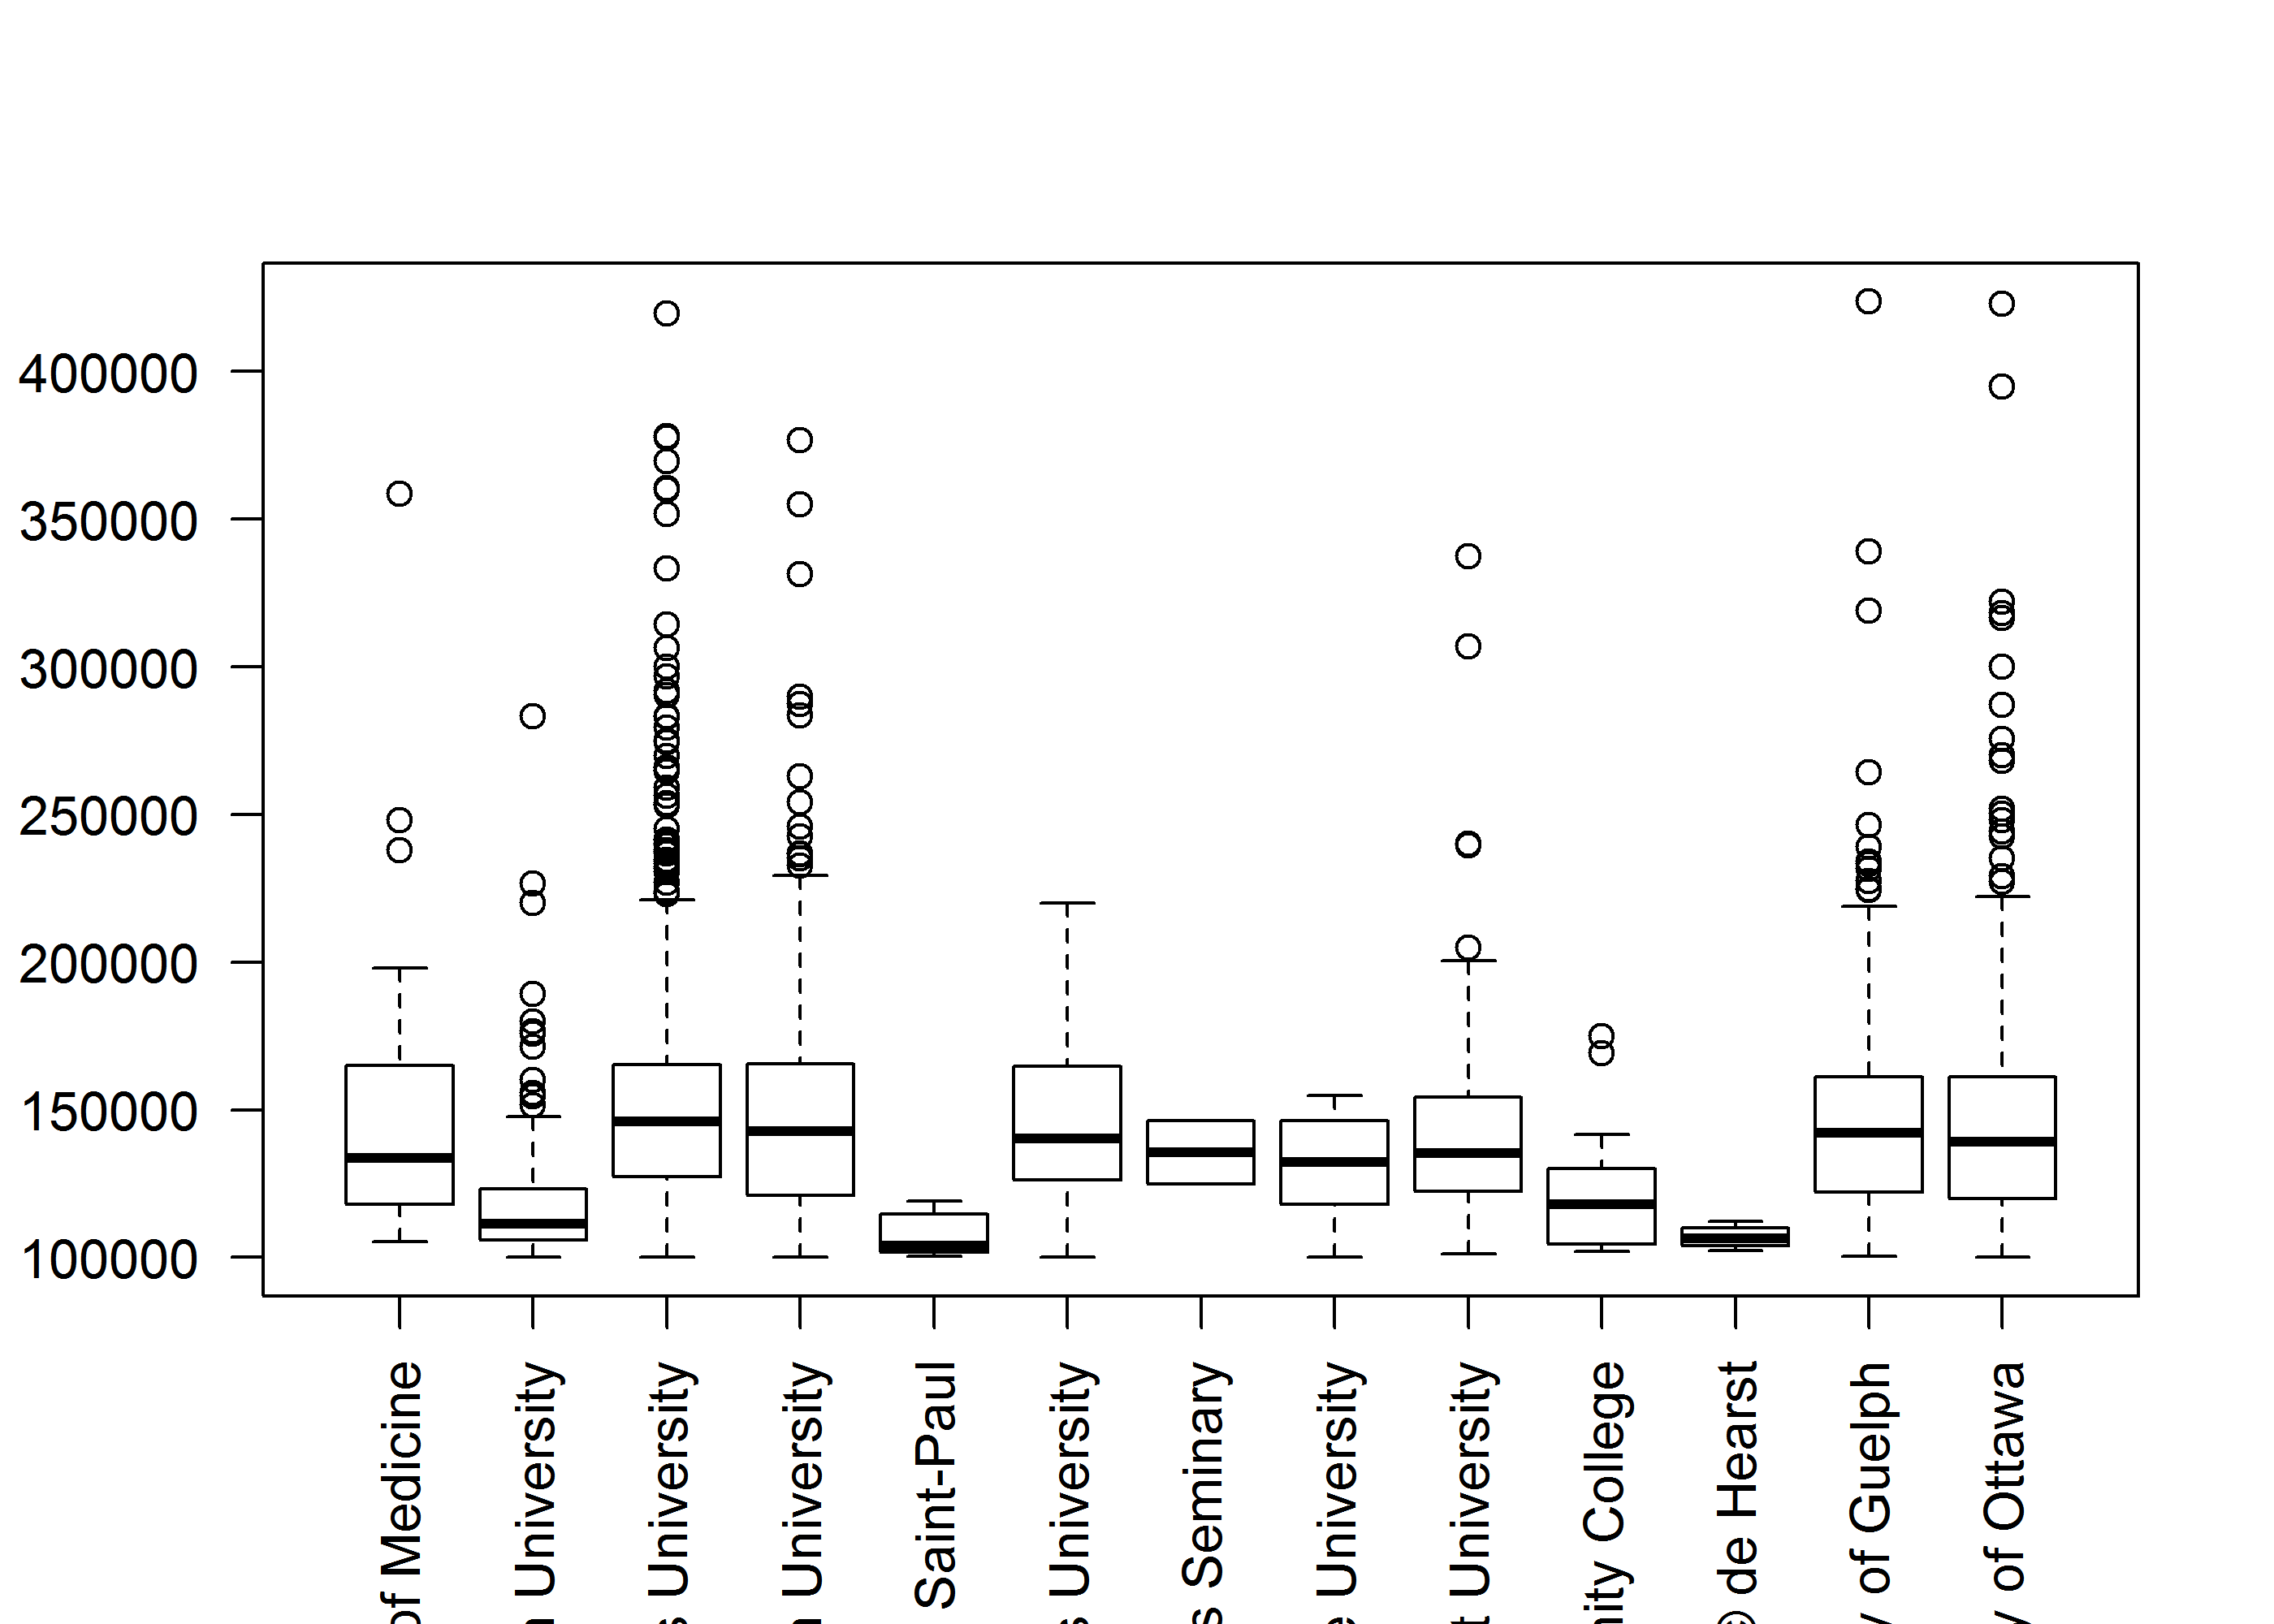 400000
350000
300000
250000
200000
150000
100000
of Medicine
University
University
University
Saint-Paul
University
Seminary
University
University
College
de Hearst
of Guelph
of Ottawa